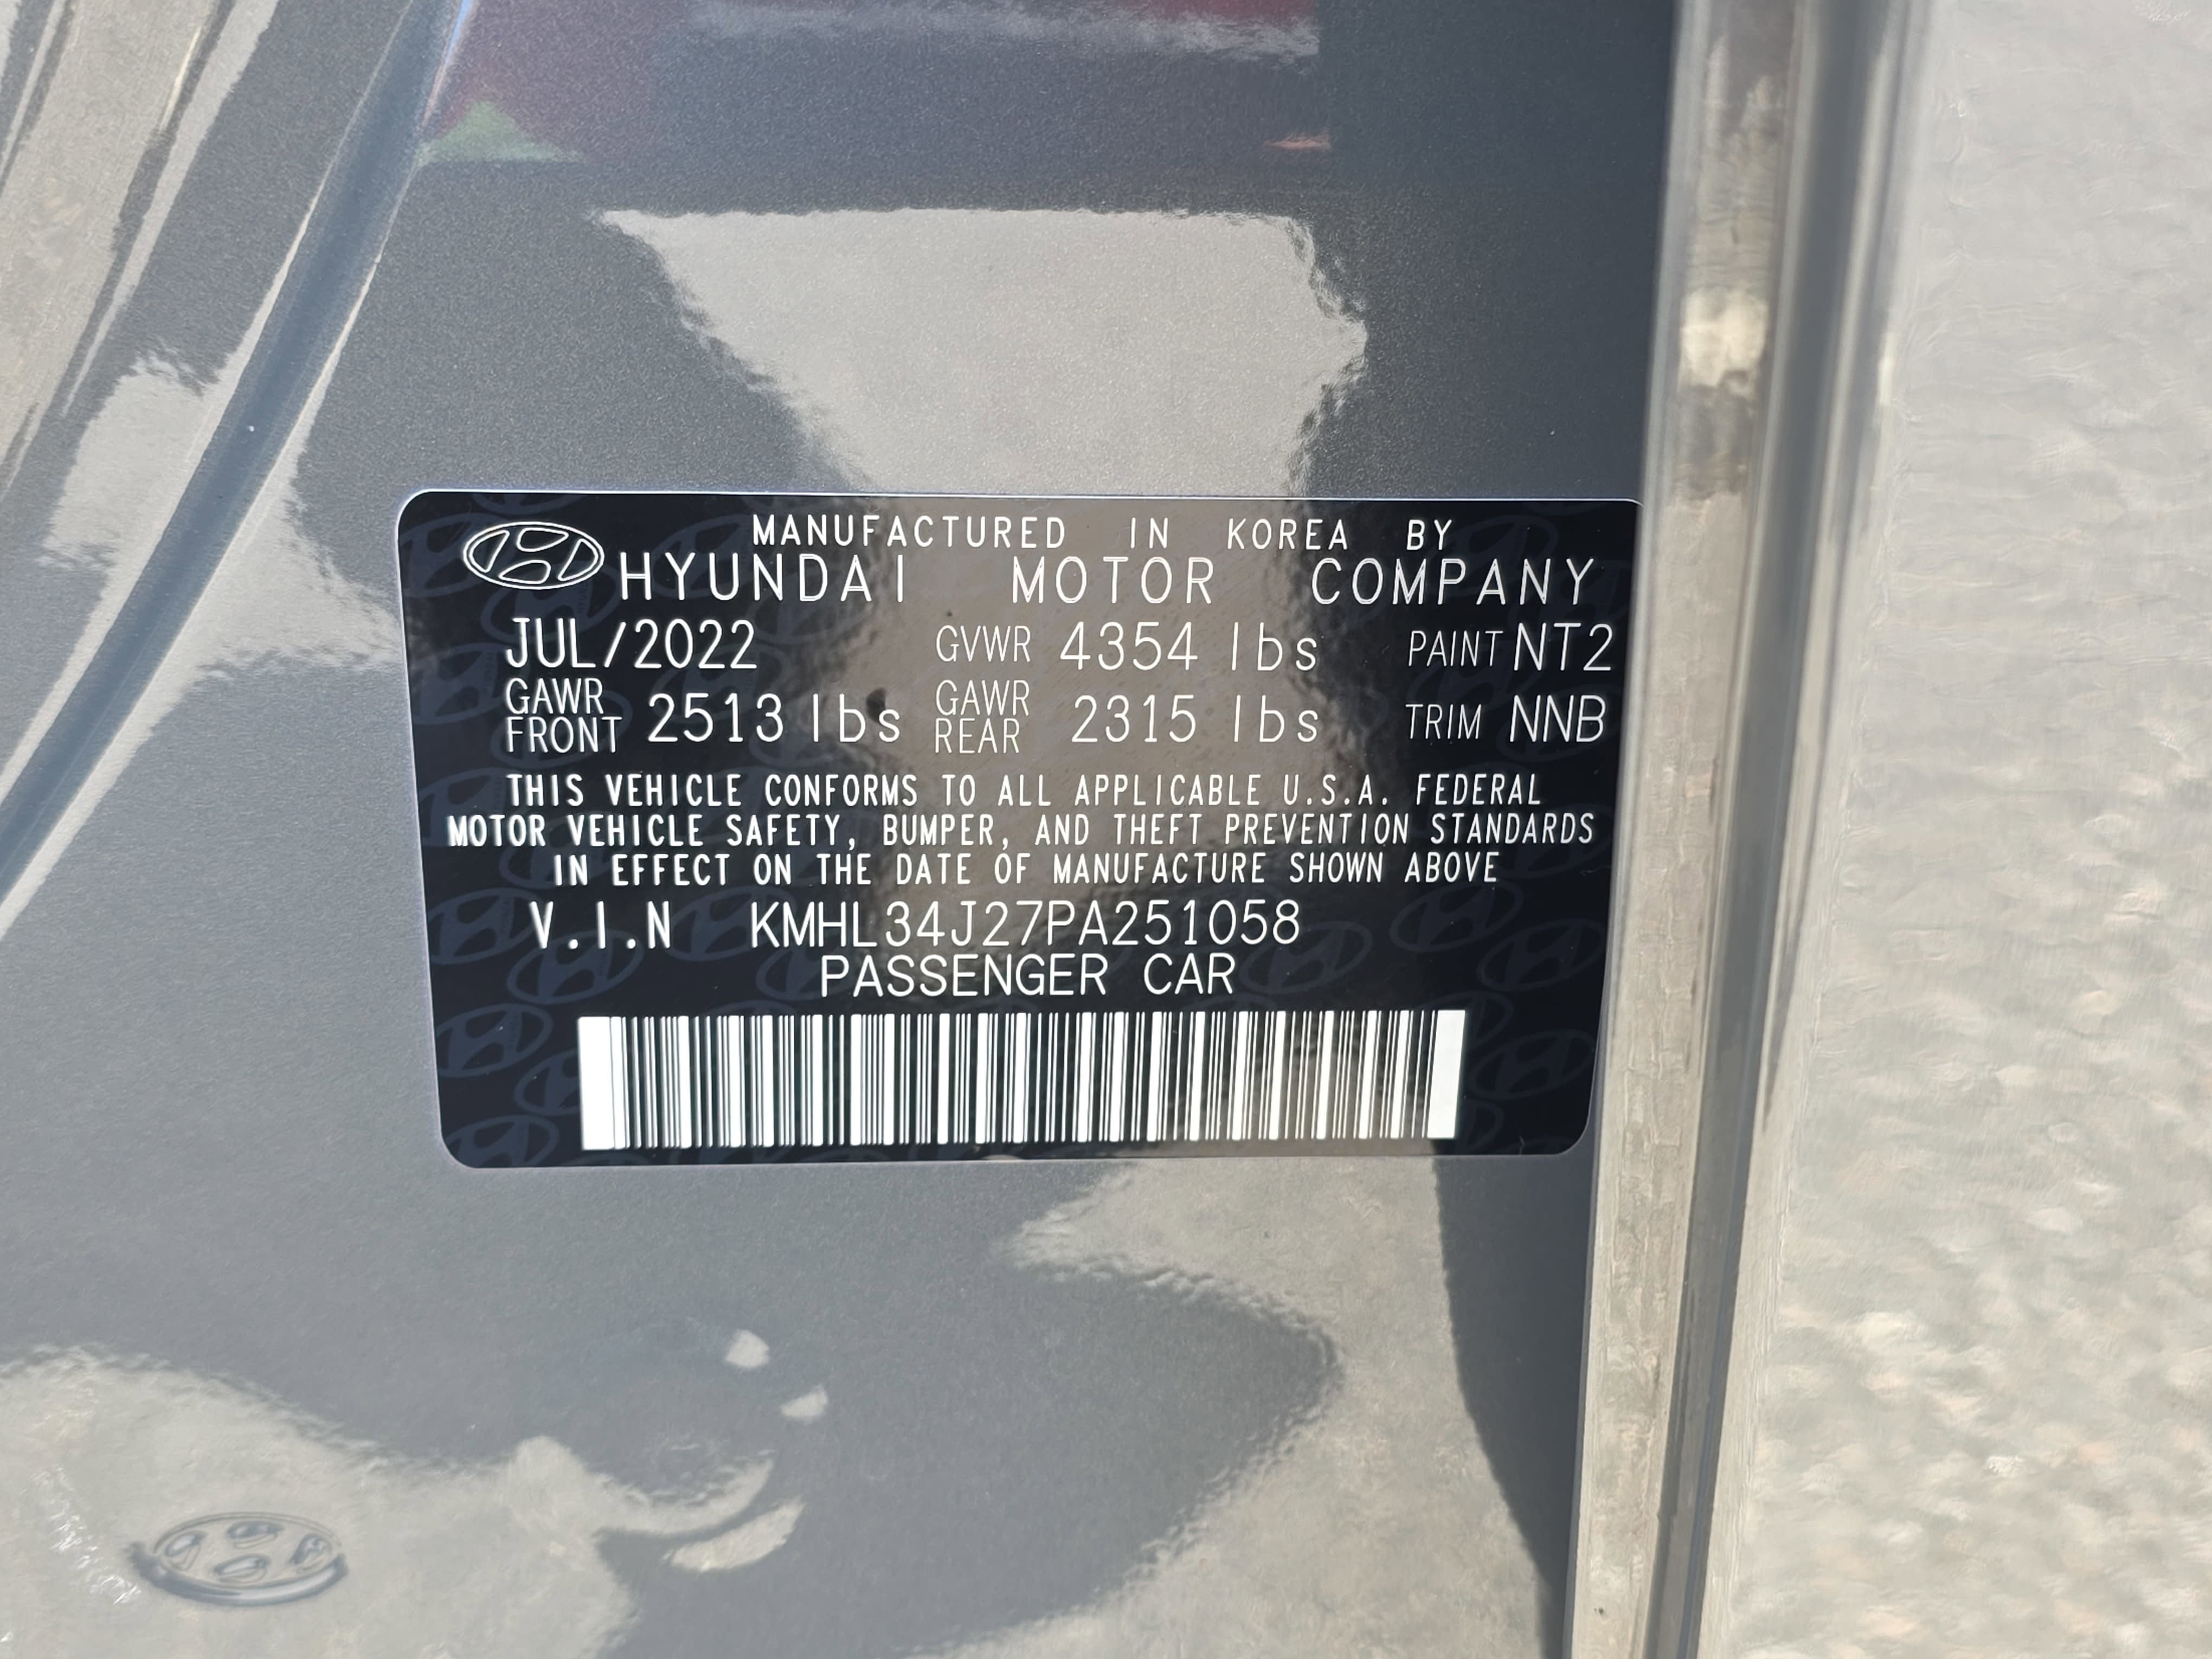 MANUFACTURED IN KOREA BY
HYUNDAI MOTOR COMPANY
JUL/2022 GVWR 4354 lbs PAINT NT2
GAWR FRONT 2513 lbs GAWR REAR 2315 lbs TRIM NNB
THIS VEHICLE CONFORMS TO ALL APPLICABLE U.S.A. FEDERAL
MOTOR VEHICLE SAFETY, BUMPER, AND THEFT PREVENTION STANDARDS
IN EFFECT ON THE DATE OF MANUFACTURE SHOWN ABOVE
V.I.N KMHL34J27PA251058
PASSENGER CAR